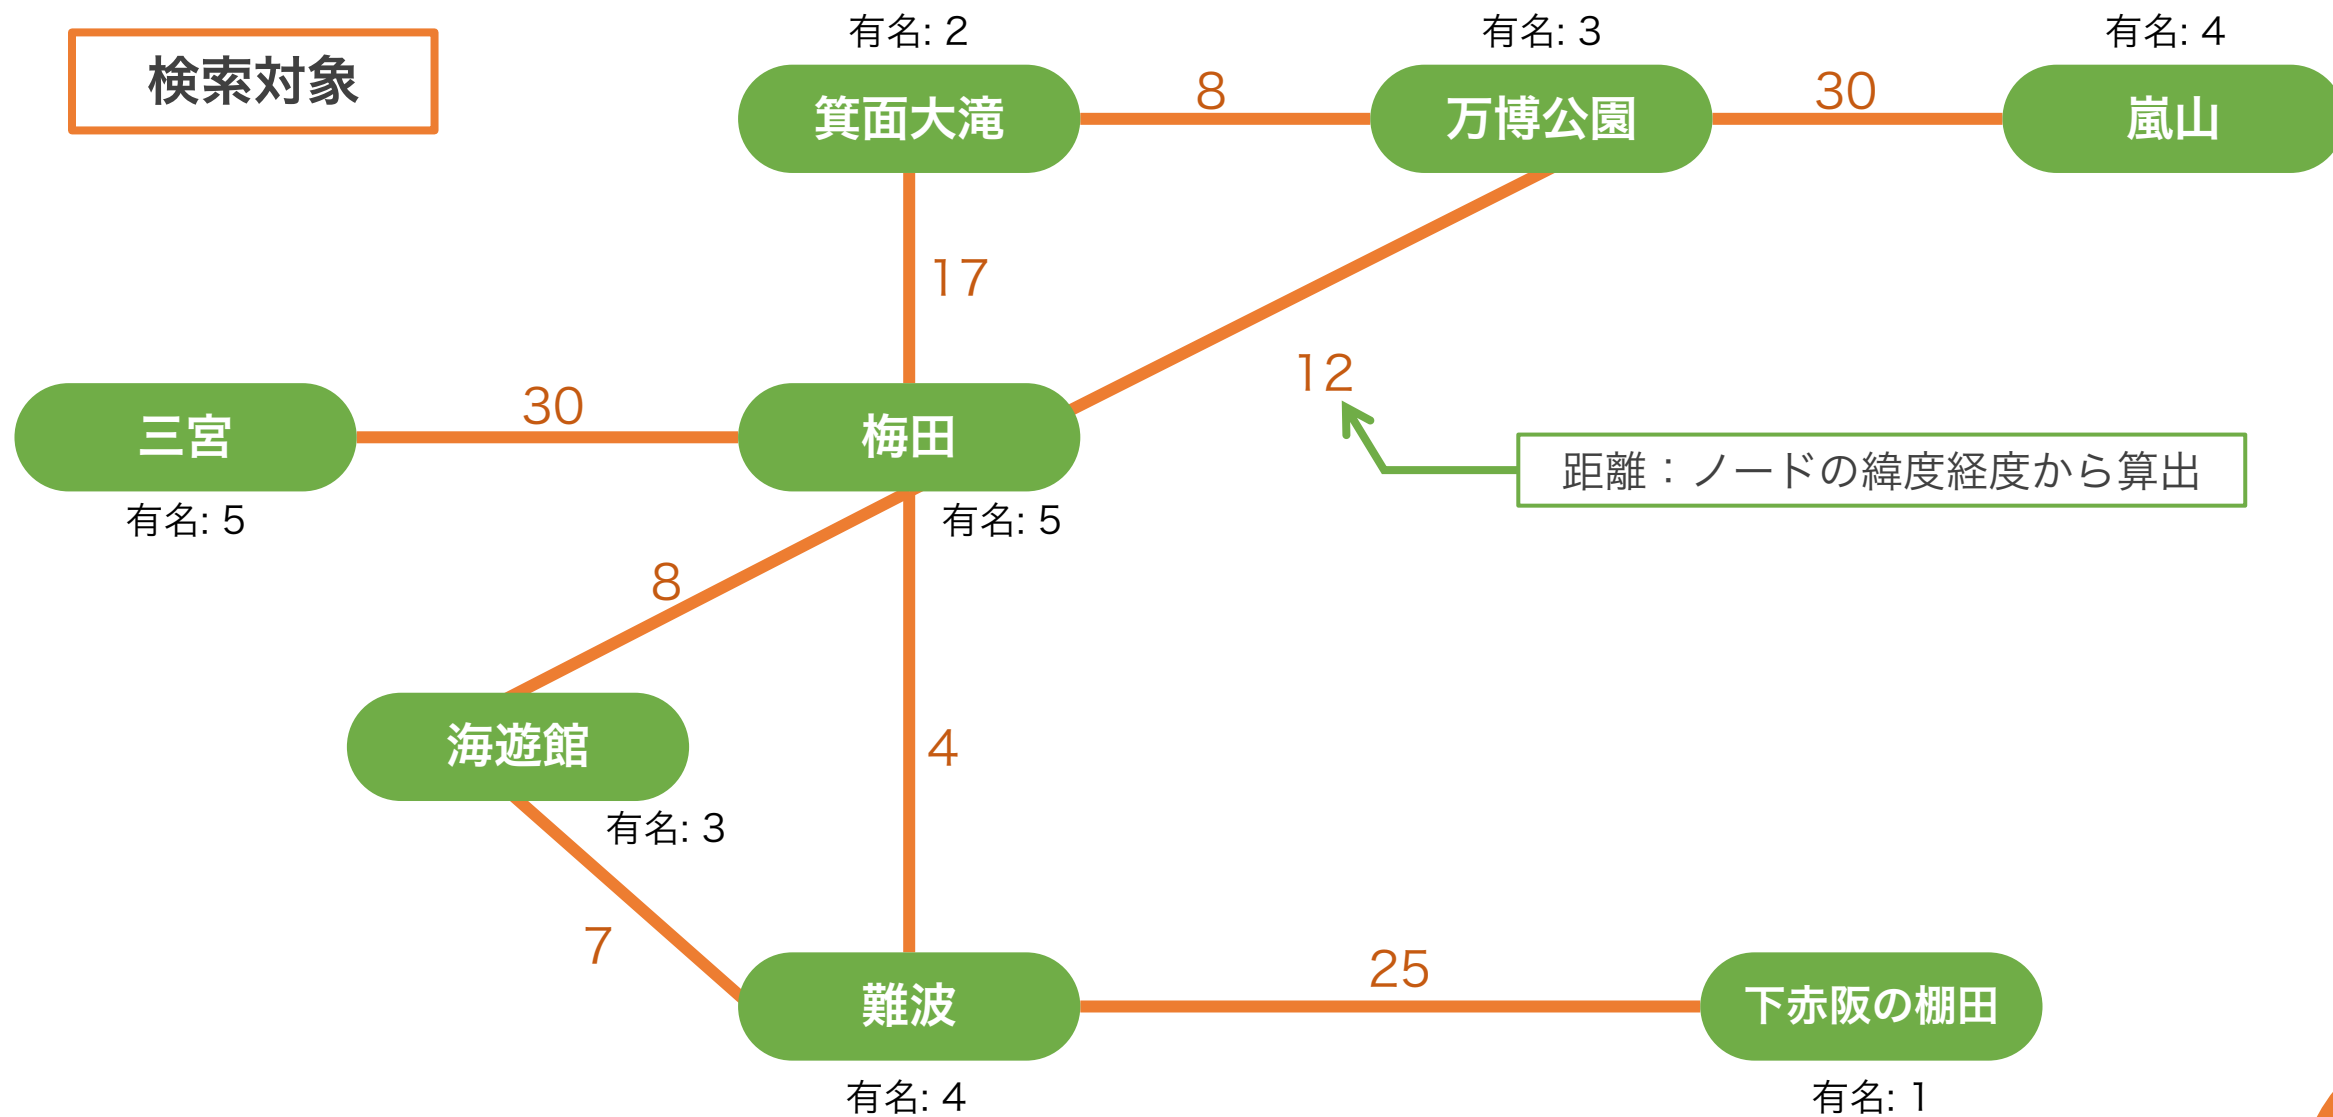 検索対象
有名: 2
有名: 3
有名: 4
箕面大滝
8
万博公園
30
嵐山
17
12
三宮
30
梅田
距離：ノードの緯度経度から算出
有名: 5
有名: 5
8
海遊館
4
有名: 3
7
難波
25
下赤阪の棚田
有名: 4
有名: 1